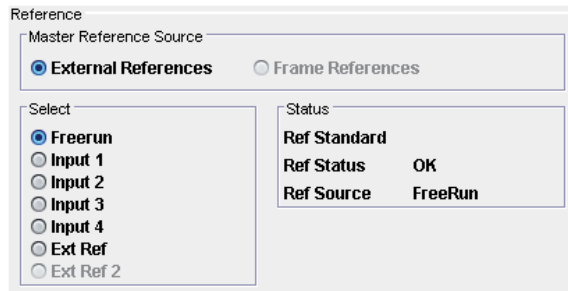 Reference
Master Reference Source
External References Frame References
Select
Freerun
Input 1
Input 2
Input 3
Input 4
Ext Ref
Ext Ref 2
Status
Ref Standard
Ref Status OK
Ref Source FreeRun